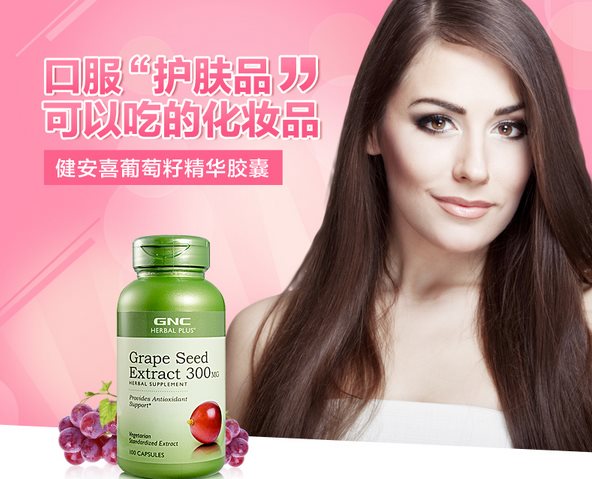 口服“护肤品”
可以吃的化妆品
健安喜葡萄籽精华胶囊
GNC
HERBAL PLUS®
Grape Seed
Extract 300MG
HERBAL SUPPLEMENT
Provides Antioxidant
Support*
Vegetarian
Standardized Extract
100 CAPSULES